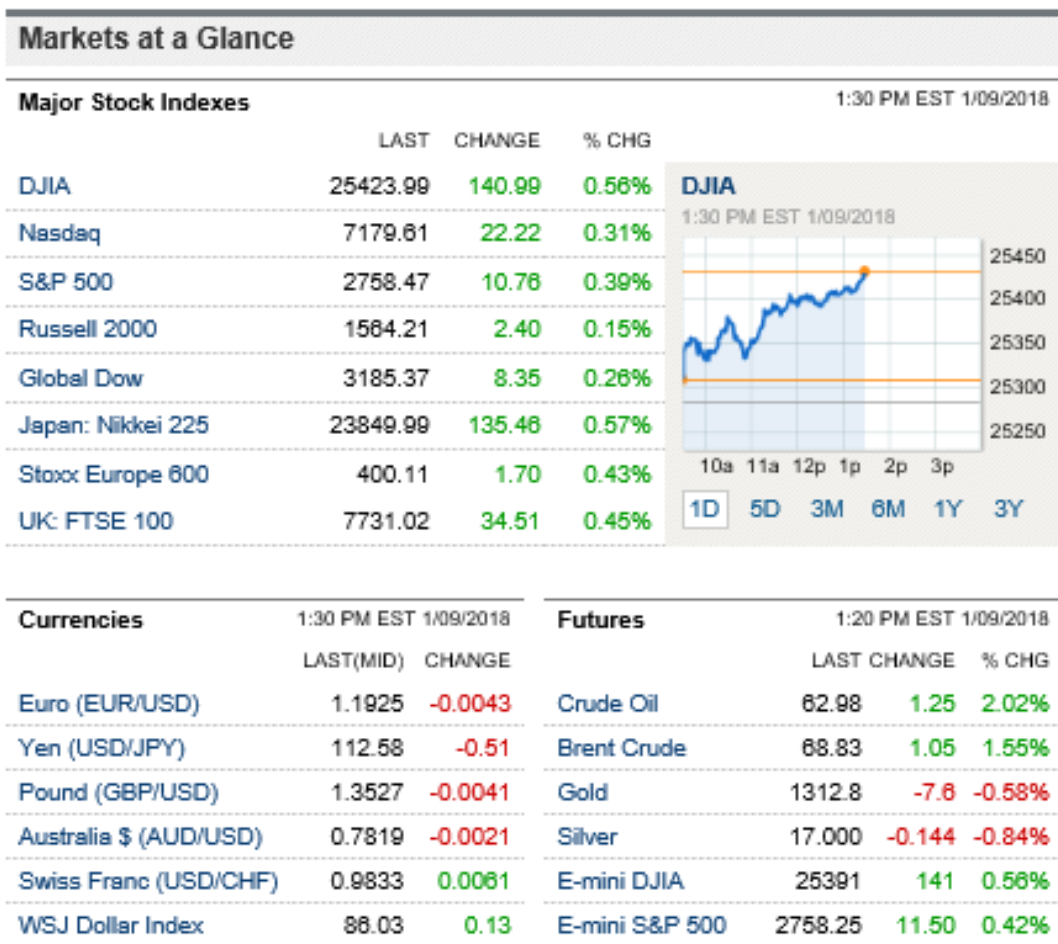 Markets at a Glance
Major Stock Indexes 1:30 PM EST 1/09/2018
LAST CHANGE % CHG
DJIA 25423.99 140.99 0.56%
Nasdaq 7179.61 22.22 0.31%
S&P 500 2758.47 10.76 0.39%
Russell 2000 1564.21 2.40 0.15%
Global Dow 3185.37 8.35 0.26%
Japan: Nikkei 225 23849.99 135.46 0.57%
Stoxx Europe 600 400.11 1.70 0.43%
UK: FTSE 100 7731.02 34.51 0.45%
DJIA
1:30 PM EST 1/09/2018
25450
25400
25350
25300
25250
10a 11a 12p 1p 2p 3p
1D 5D 3M 6M 1Y 3Y
Currencies 1:30 PM EST 1/09/2018
LAST(MID) CHANGE
Euro (EUR/USD) 1.1925 -0.0043
Yen (USD/JPY) 112.58 -0.51
Pound (GBP/USD) 1.3527 -0.0041
Australia $ (AUD/USD) 0.7819 -0.0021
Swiss Franc (USD/CHF) 0.9833 0.0061
WSJ Dollar Index 86.03 0.13
Futures 1:20 PM EST 1/09/2018
LAST CHANGE % CHG
Crude Oil 62.98 1.25 2.02%
Brent Crude 68.83 1.05 1.55%
Gold 1312.8 -7.6 -0.58%
Silver 17.000 -0.144 -0.84%
E-mini DJIA 25391 141 0.56%
E-mini S&P 500 2758.25 11.50 0.42%